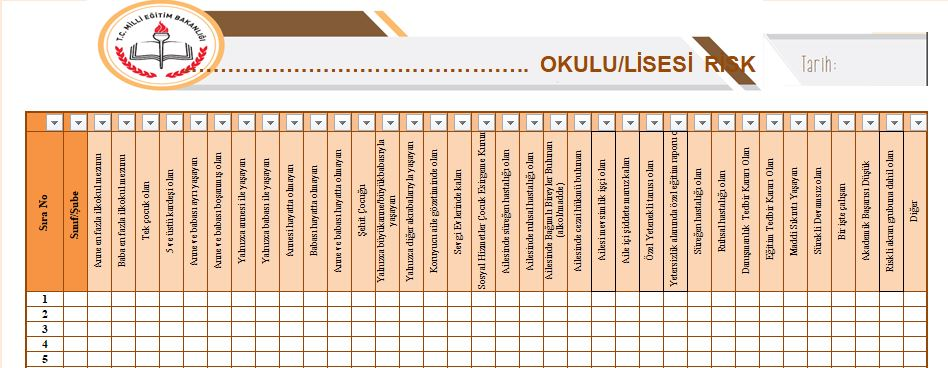 T.C. MİLLİ EĞİTİM BAKANLIĞI
................................................ OKULU/LİSESİ RİSK
Tarih:
Sıra No
Sınıf/Şube
Anne en fazla ilkokul mezunu
Baba en fazla ilkokul mezunu
Tek çocuk olan
5 ve üstü kardeşi olan
Anne ve babası ayrı yaşayan
Anne ve babası boşanmış olan
Yalnızca annesi ile yaşayan
Yalnızca babası ile yaşayan
Annesi hayatta olmayan
Babası hayatta olmayan
Anne ve babası hayatta olmayan
Şehit Çocuğu
Yalnızca büyükanne/büyükbabasıyla
yaşayan
Yalnızca diğer akrabalarıyla yaşayan
Koruyucu aile gözetiminde olan
Sevgi Evlerinde kalan
Sosyal Hizmetler Çocuk Esirgeme Kurum
Ailesinde süreğen hastalığı olan
Ailesinde ruhsal hastalığı olan
Ailesinde Bağımlı Bireyler Bulunan
(alkol/madde)
Ailesinde cezai hükmü bulunan
Ailesi mevsimlik işçi olan
Aile içi şiddete maruz kalan
Özel Yetenekli tanısı olan
Yetersizlik alanında özel eğitim raporu o
Süreğen hastalığı olan
Ruhsal hastalığı olan
Danışmanlık Tedbir Kararı Olan
Eğitim Tedbir Kararı Olan
Maddi Sıkıntı Yaşayan
Sürekli Devamsız olan
Bir işte çalışan
Akademik Başarısı Düşük
Riskli akran grubuna dahil olan
Diğer
1
2
3
4
5